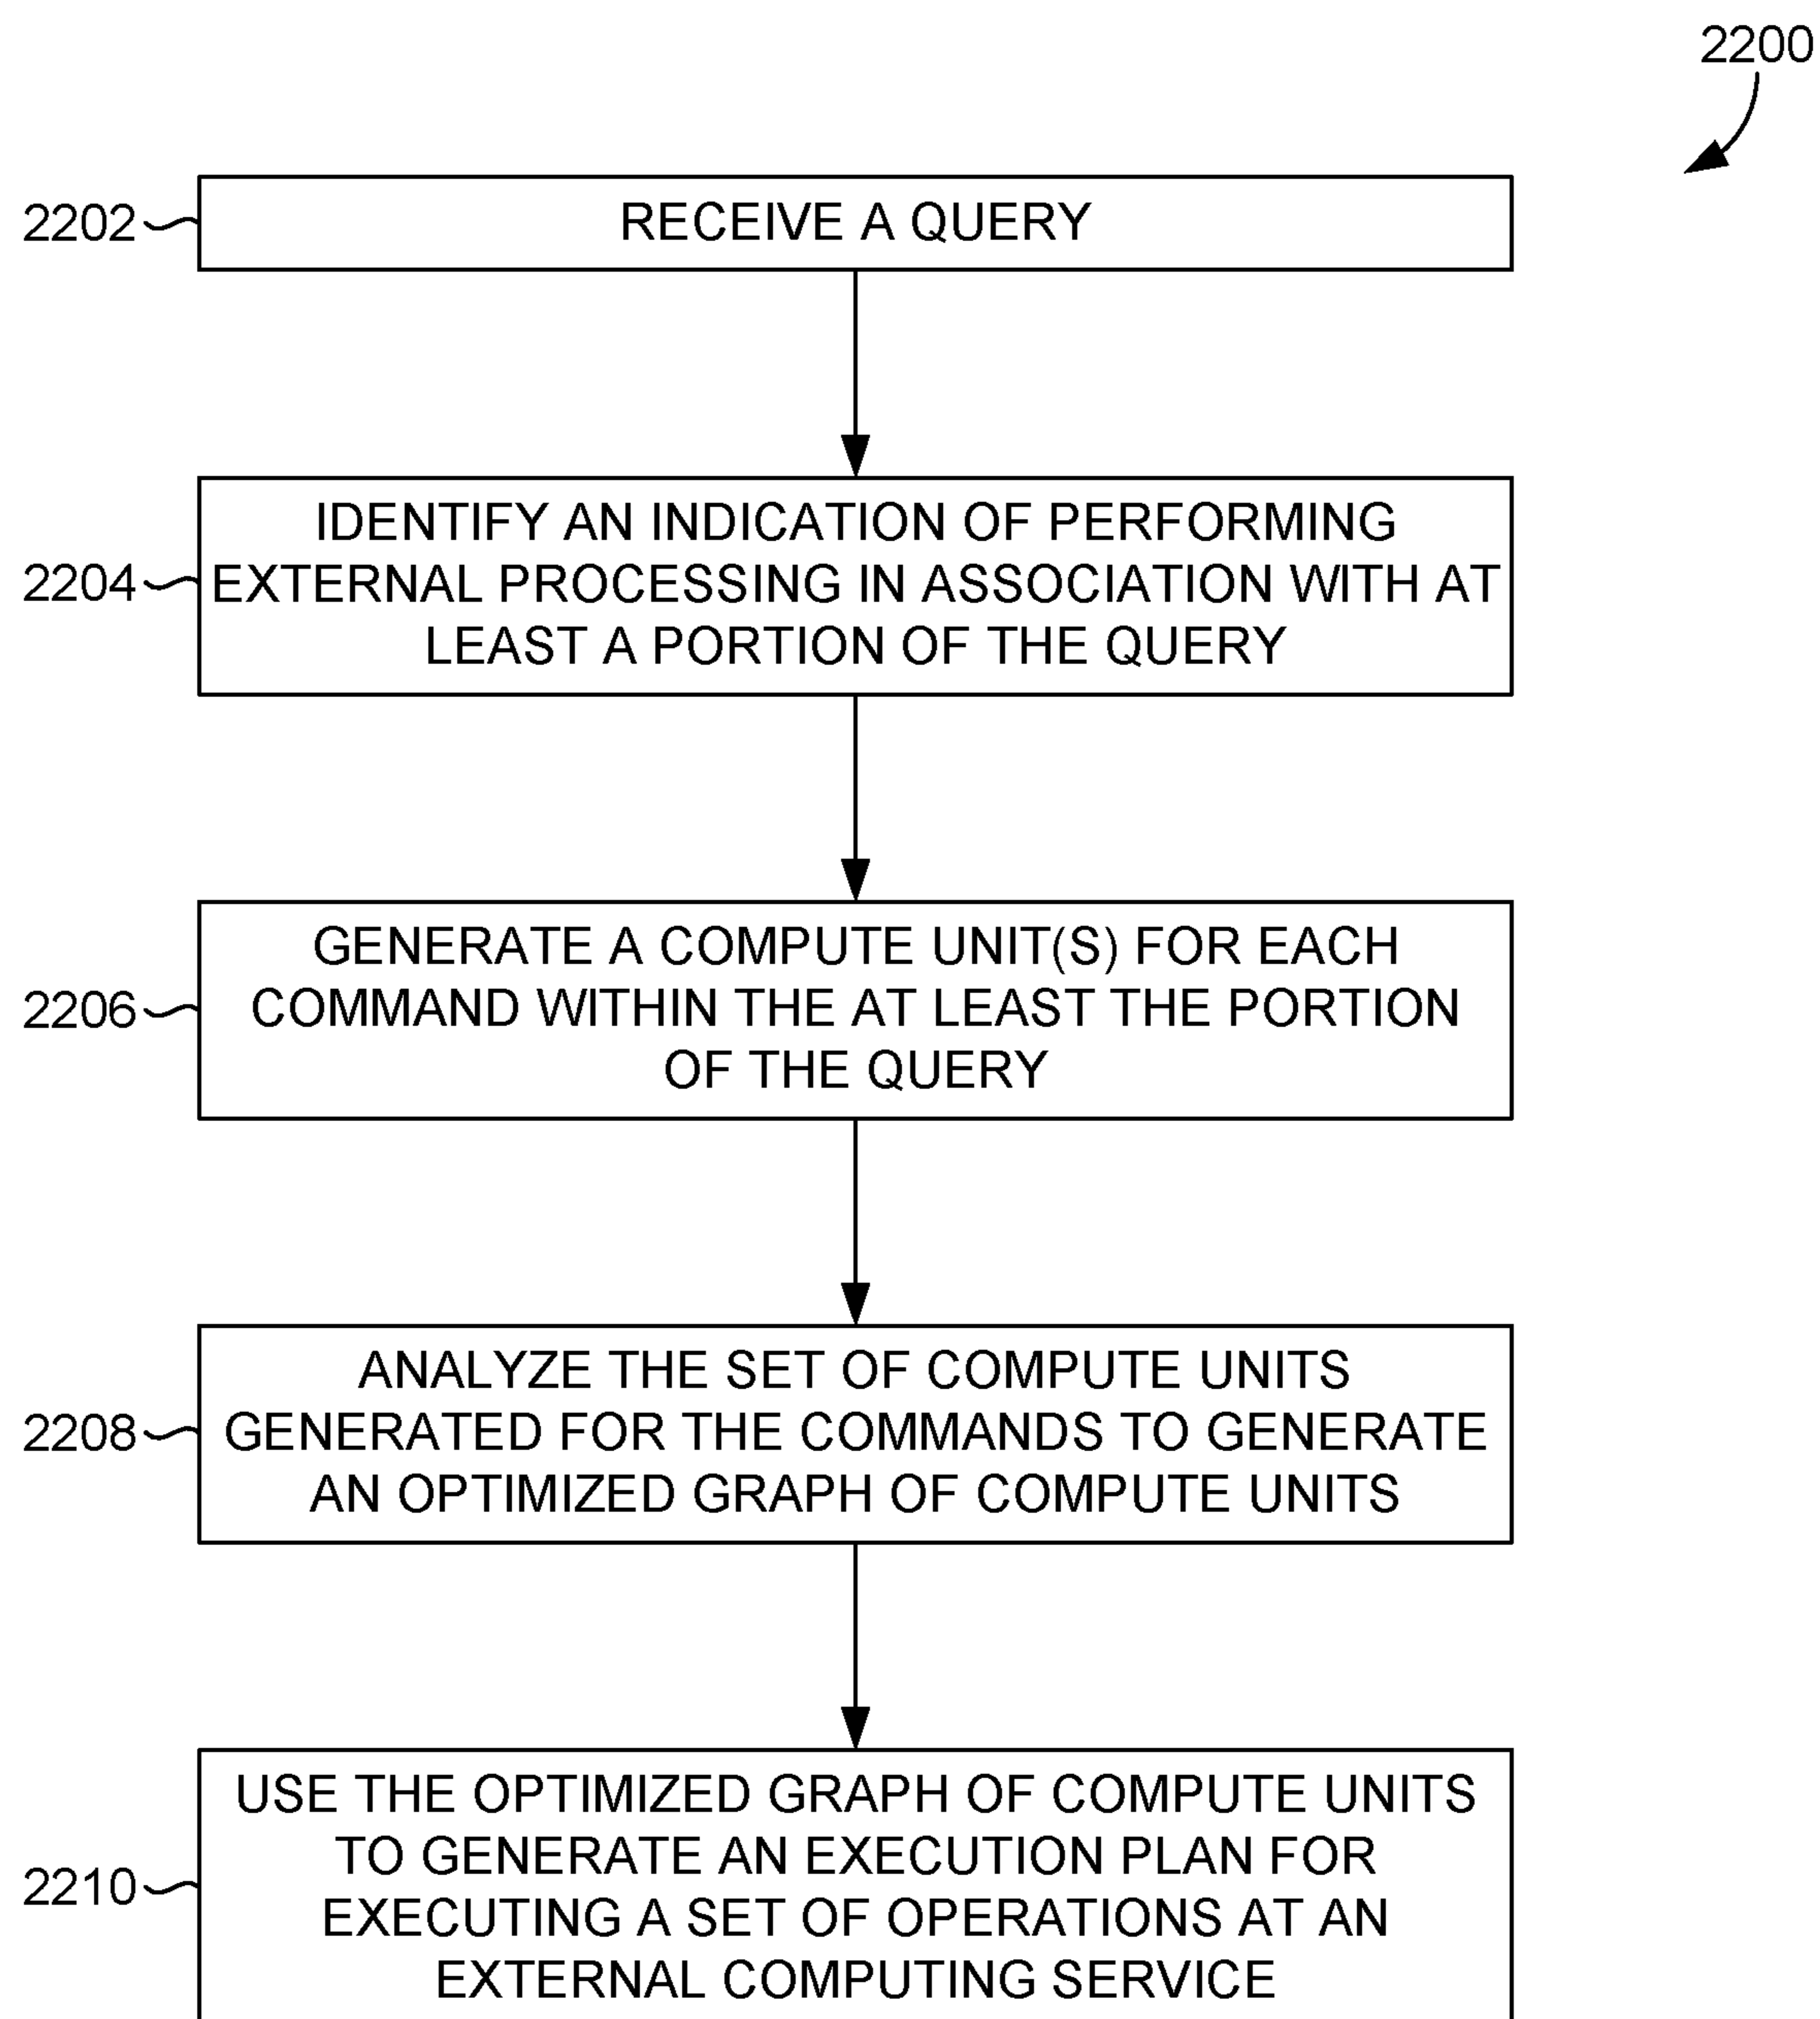 2200
2202
RECEIVE A QUERY
2204
IDENTIFY AN INDICATION OF PERFORMING
EXTERNAL PROCESSING IN ASSOCIATION WITH AT
LEAST A PORTION OF THE QUERY
2206
GENERATE A COMPUTE UNIT(S) FOR EACH
COMMAND WITHIN THE AT LEAST THE PORTION
OF THE QUERY
2208
ANALYZE THE SET OF COMPUTE UNITS
GENERATED FOR THE COMMANDS TO GENERATE
AN OPTIMIZED GRAPH OF COMPUTE UNITS
2210
USE THE OPTIMIZED GRAPH OF COMPUTE UNITS
TO GENERATE AN EXECUTION PLAN FOR
EXECUTING A SET OF OPERATIONS AT AN
EXTERNAL COMPUTING SERVICE